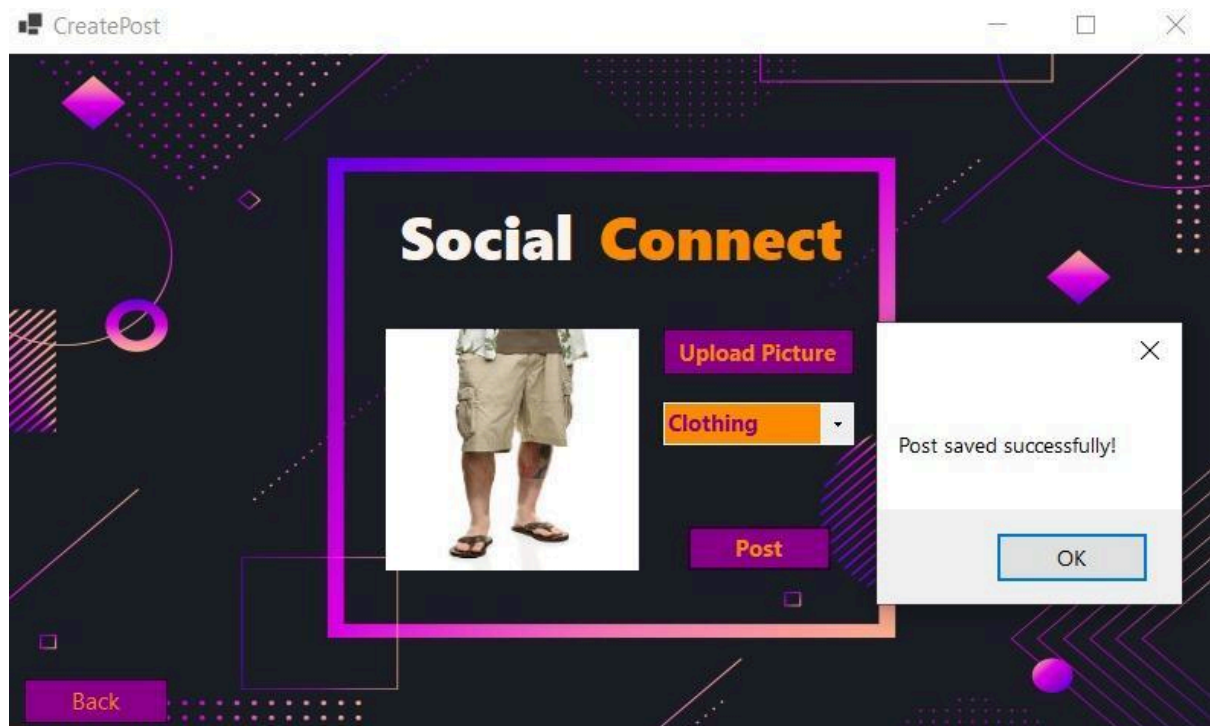 CreatePost
Social Connect
Upload Picture
Clothing
Post saved successfully!
Post
OK
Back